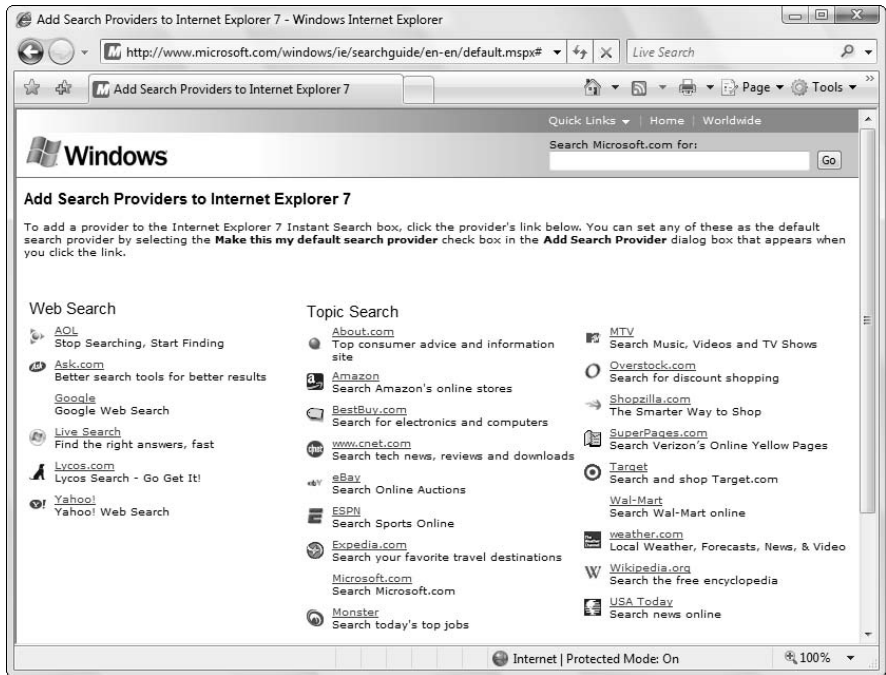 Add Search Providers to Internet Explorer 7 - Windows Internet Explorer
http://www.microsoft.com/windows/ie/searchguide/en-en/default.mspx#
Live Search
Add Search Providers to Internet Explorer 7
Page
Tools
Quick Links | Home | Worldwide
Windows
Search Microsoft.com for:
Go
Add Search Providers to Internet Explorer 7
To add a provider to the Internet Explorer 7 Instant Search box, click the provider's link below. You can set any of these as the default
search provider by selecting the Make this my default search provider check box in the Add Search Provider dialog box that appears when
you click the link.
Web Search
AOL
Stop Searching, Start Finding
Ask.com
Better search tools for better results
Google
Google Web Search
Live Search
Find the right answers, fast
Lycos.com
Lycos Search - Go Get It!
Yahoo!
Yahoo! Web Search
Topic Search
About.com
Top consumer advice and information
site
Amazon
Search Amazon's online stores
BestBuy.com
Search for electronics and computers
www.cnet.com
Search tech news, reviews and downloads
eBay
Search Online Auctions
ESPN
Search Sports Online
Expedia.com
Search your favorite travel destinations
Microsoft.com
Search Microsoft.com
Monster
Search today's top jobs
MTV
Search Music, Videos and TV Shows
Overstock.com
Search for discount shopping
Shopzilla.com
The Smarter Way to Shop
SuperPages.com
Search Verizon's Online Yellow Pages
Target
Search and shop Target.com
Wal-Mart
Search Wal-Mart online
weather.com
Local Weather, Forecasts, News, & Video
Wikipedia.org
Search the free encyclopedia
USA Today
Search news online
Internet | Protected Mode: On
100%